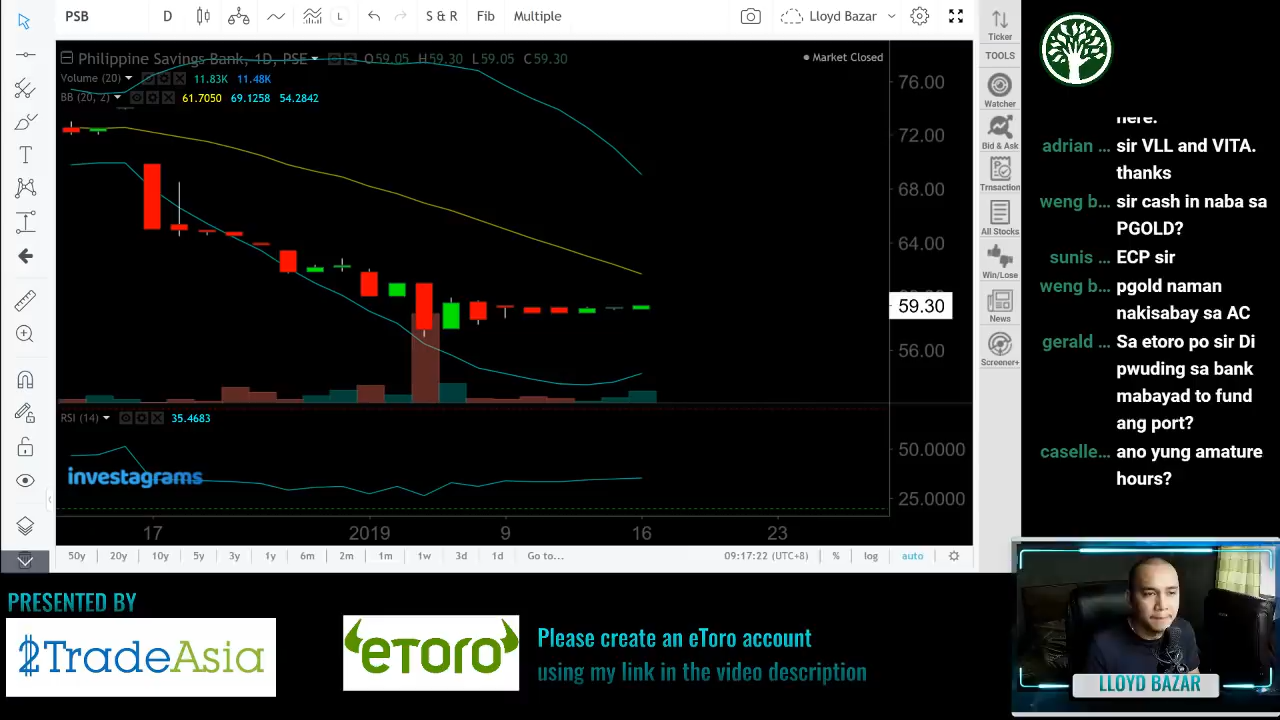 PSB
D
L
S & R
Fib
Multiple
Lloyd Bazar
Ticker
TOOLS
Watcher
Bid & Ask
Trnsaction
All Stocks
Win/Lose
News
Screener+
Philippine Savings Bank, 1D, PSE
O59.05 H59.30 L59.05 C59.30
Market Closed
Volume (20)
11.83K 11.48K
BB (20, 2)
61.7050 69.1258 54.2842
76.00
72.00
68.00
64.00
59.30
56.00
RSI (14)
35.4683
investagrams
50.0000
25.0000
17
2019
9
16
23
50y 20y 10y 5y 3y 1y 6m 2m 1m 1w 3d 1d Go to...
09:17:22 (UTC+8)
% log auto
here.
adrian ... sir VLL and VITA.
thanks
weng b... sir cash in naba sa
PGOLD?
sunis ... ECP sir
weng b... pgold naman
nakisabay sa AC
gerald ... Sa etoro po sir Di
pwuding sa bank
mabayad to fund
ang port?
caselle... ano yung amature
hours?
PRESENTED BY
2TradeAsia
eToro
Please create an eToro account
using my link in the video description
LLOYD BAZAR